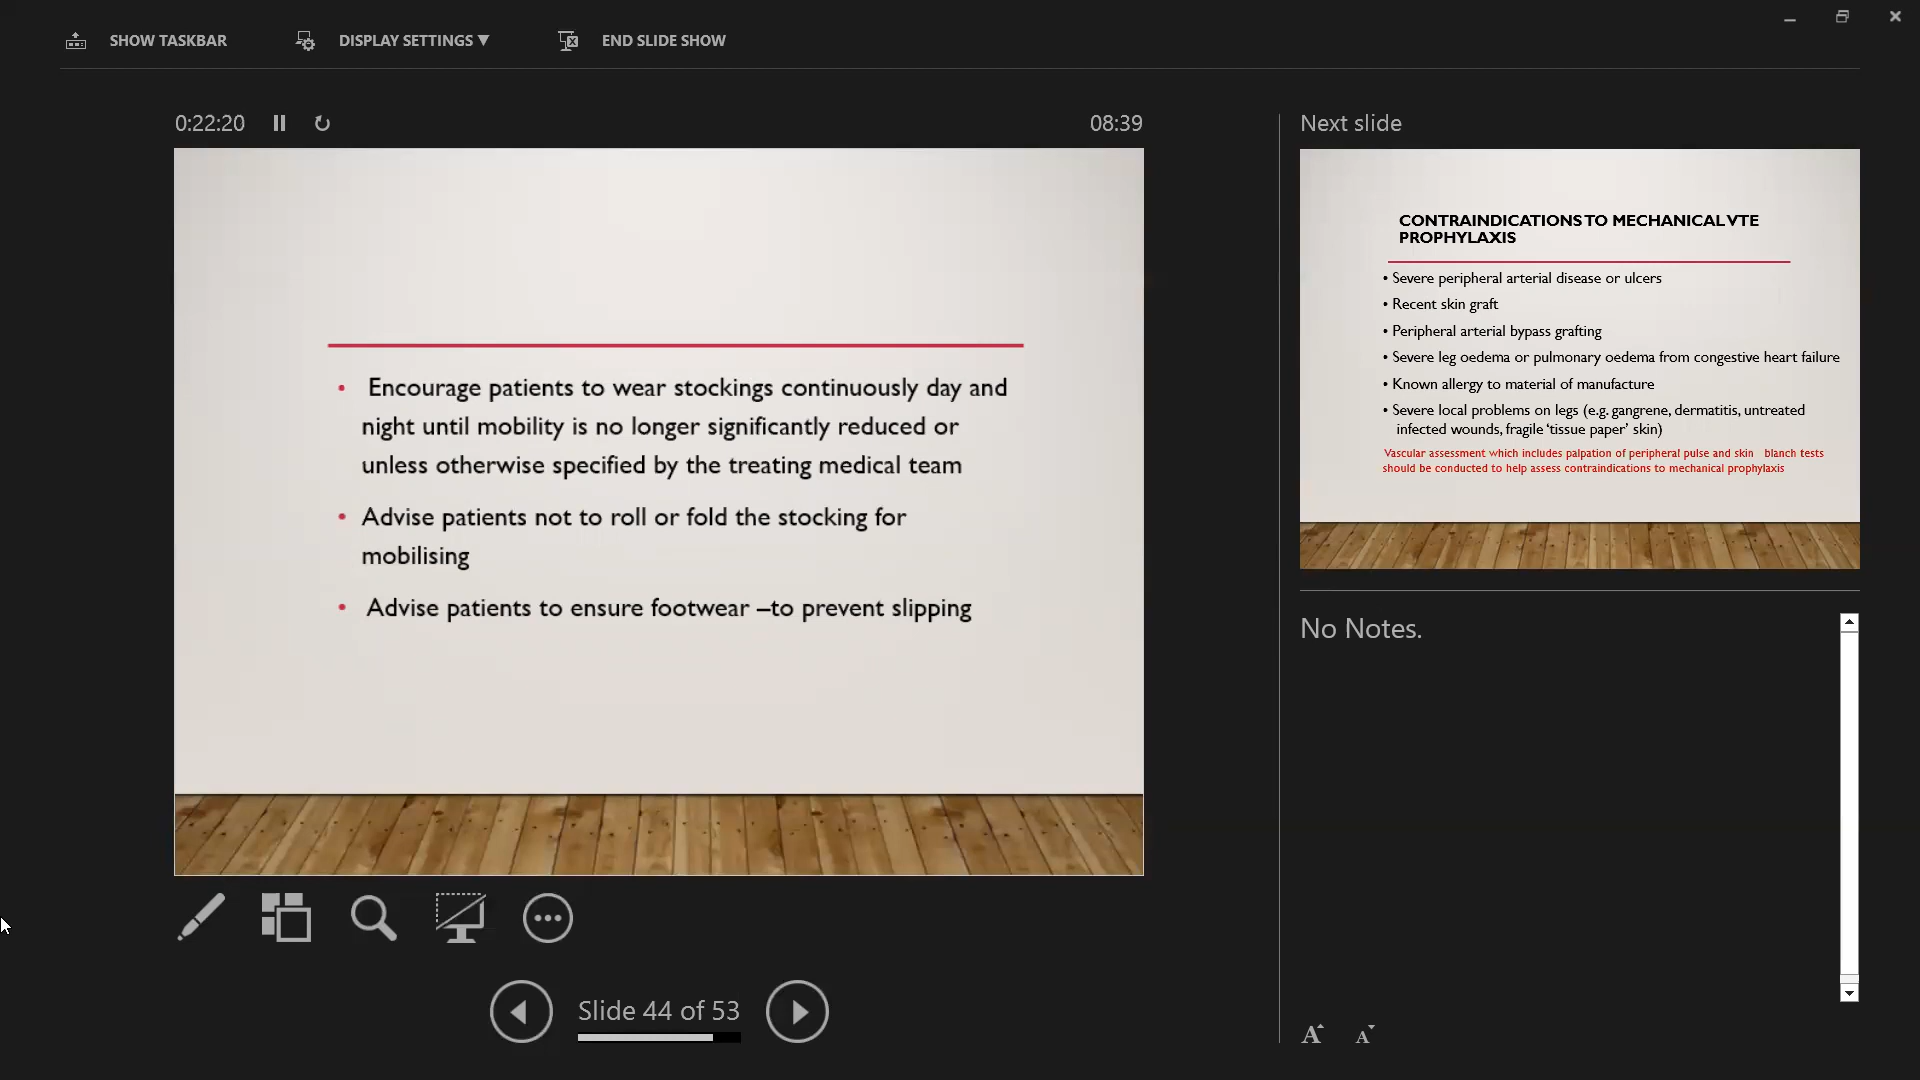 SHOW TASKBAR
DISPLAY SETTINGS ▼
END SLIDE SHOW
0:22:20
08:39
• Encourage patients to wear stockings continuously day and
night until mobility is no longer significantly reduced or
unless otherwise specified by the treating medical team
• Advise patients not to roll or fold the stocking for
mobilising
• Advise patients to ensure footwear –to prevent slipping
Slide 44 of 53
Next slide
CONTRAINDICATIONS TO MECHANICAL VTE
PROPHYLAXIS
• Severe peripheral arterial disease or ulcers
• Recent skin graft
• Peripheral arterial bypass grafting
• Severe leg oedema or pulmonary oedema from congestive heart failure
• Known allergy to material of manufacture
• Severe local problems on legs (e.g. gangrene, dermatitis, untreated
infected wounds, fragile ‘tissue paper’ skin)
Vascular assessment which includes palpation of peripheral pulse and skin blanch tests
should be conducted to help assess contraindications to mechanical prophylaxis
No Notes.
A A